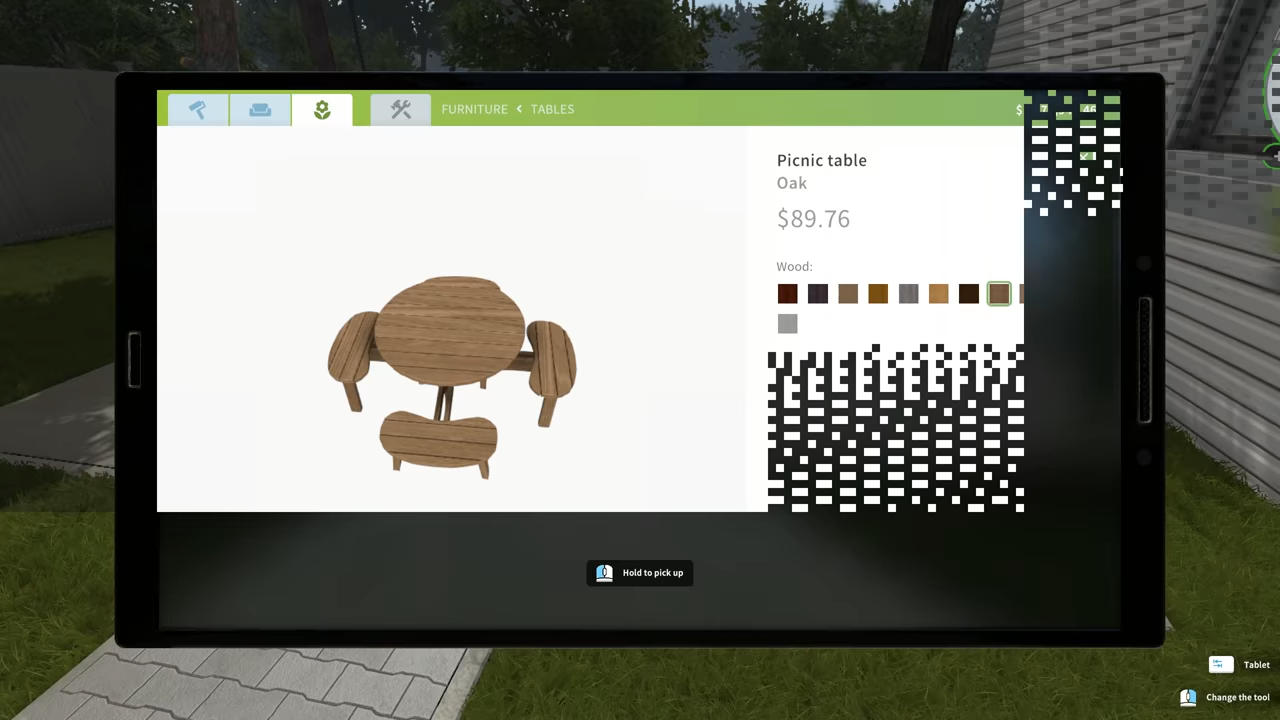 FURNITURE < TABLES
$
Picnic table
Oak
$89.76
Wood:
Hold to pick up
Tablet
Change the tool